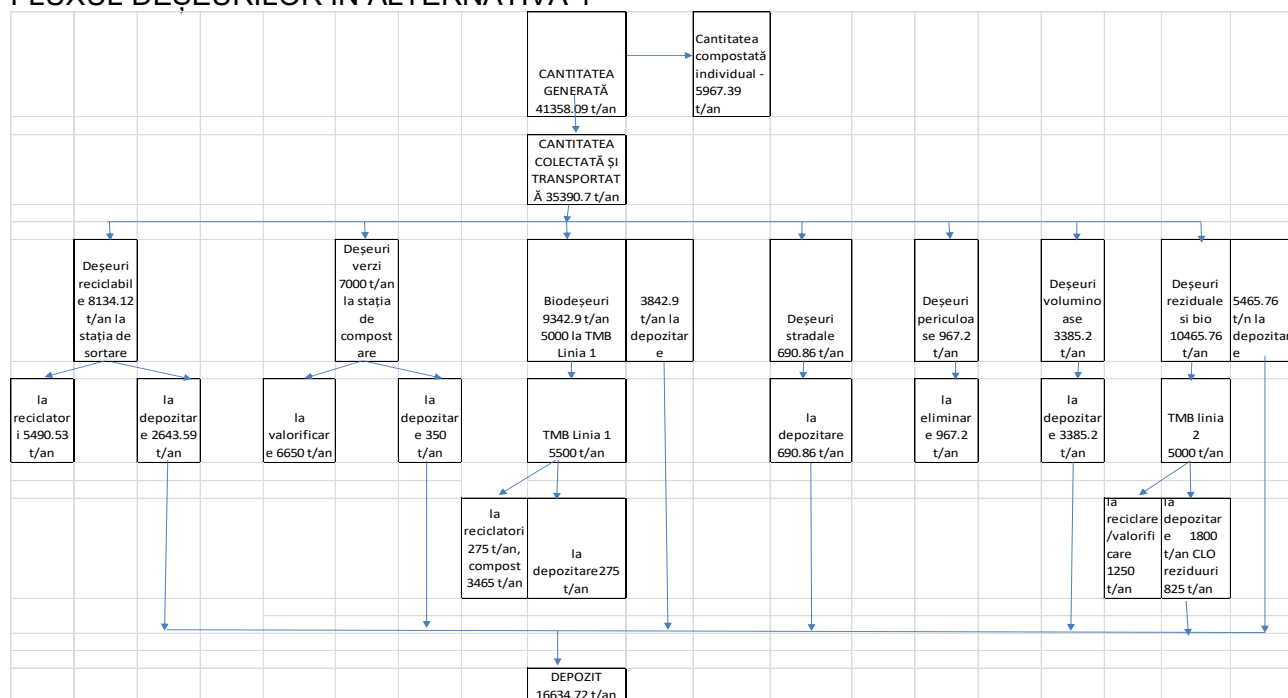 FLUXUL DEȘEURILOR IN ALTERNATIVA 1
CANTITATEA
GENERATĂ
41358.09 t/an
Cantitatea
compostată
individual -
5967.39
t/an
CANTITATEA
COLECTATĂ ȘI
TRANSPORTAT
Ă 35390.7 t/an
Deșeuri
reciclabil
e 8134.12
t/an la
stația de
sortare
Deșeuri
verzi
7000 t/an
la stația
de
compost
are
Biodeșeuri
9342.9 t/an
5000 la TMB
Linia 1
3842.9
t/an la
depozitar
e
Deșeuri
stradale
690.86 t/an
Deșeuri
periculoa
se 967.2
t/an
Deșeuri
volumino
ase
3385.2
t/an
Deșeuri
reziduale
si bio
10465.76
t/an
5465.76
t/n la
depozitar
e
la
reciclator
i 5490.53
t/an
la
depozitar
e 2643.59
t/an
la
valorificar
e 6650 t/an
la
depozitar
e 350
t/an
TMB Linia 1
5500 t/an
la
depozitare
690.86 t/an
la
eliminar
e 967.2
t/an
la
depozitar
e 3385.2
t/an
TMB linia
2
5000 t/an
la
reciclatori
275 t/an,
compost
3465 t/an
la
depozitare275
t/an
la
reciclare
/valorifi
care
1250
t/an
la
depozitar
e 1800
t/an CLO
reziduuri
825 t/an
DEPOZIT
16634.72 t/an